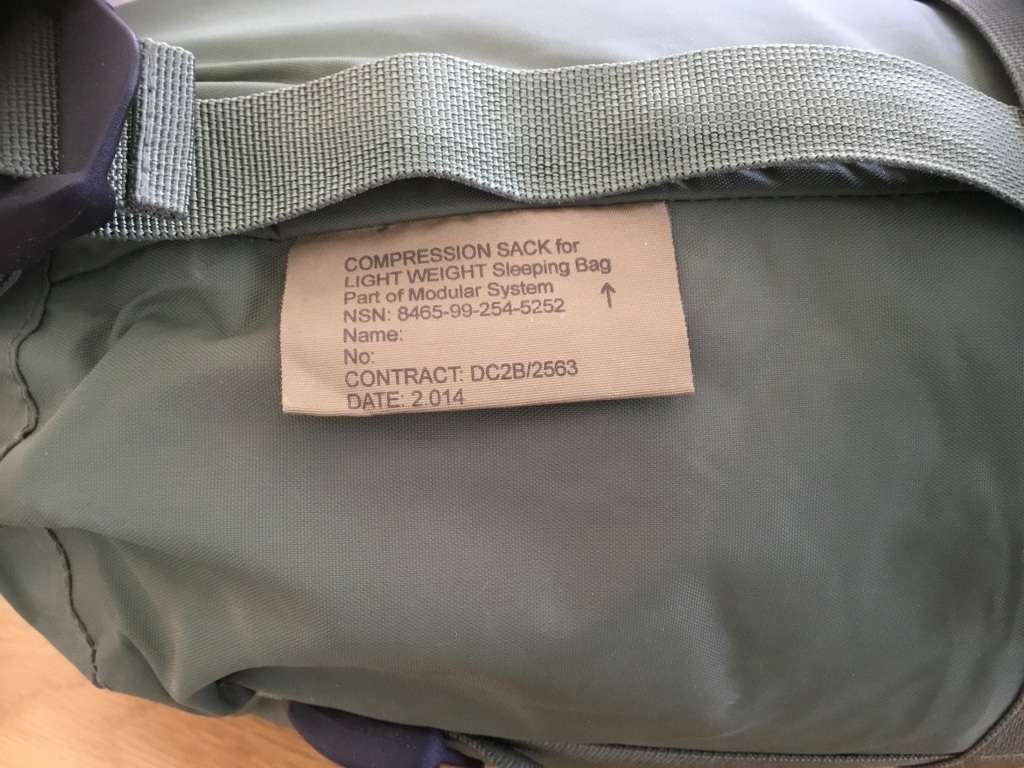 COMPRESSION SACK for
LIGHT WEIGHT Sleeping Bag
Part of Modular System
NSN: 8465-99-254-5252
Name:
No:
CONTRACT: DC2B/2563
DATE: 2.014